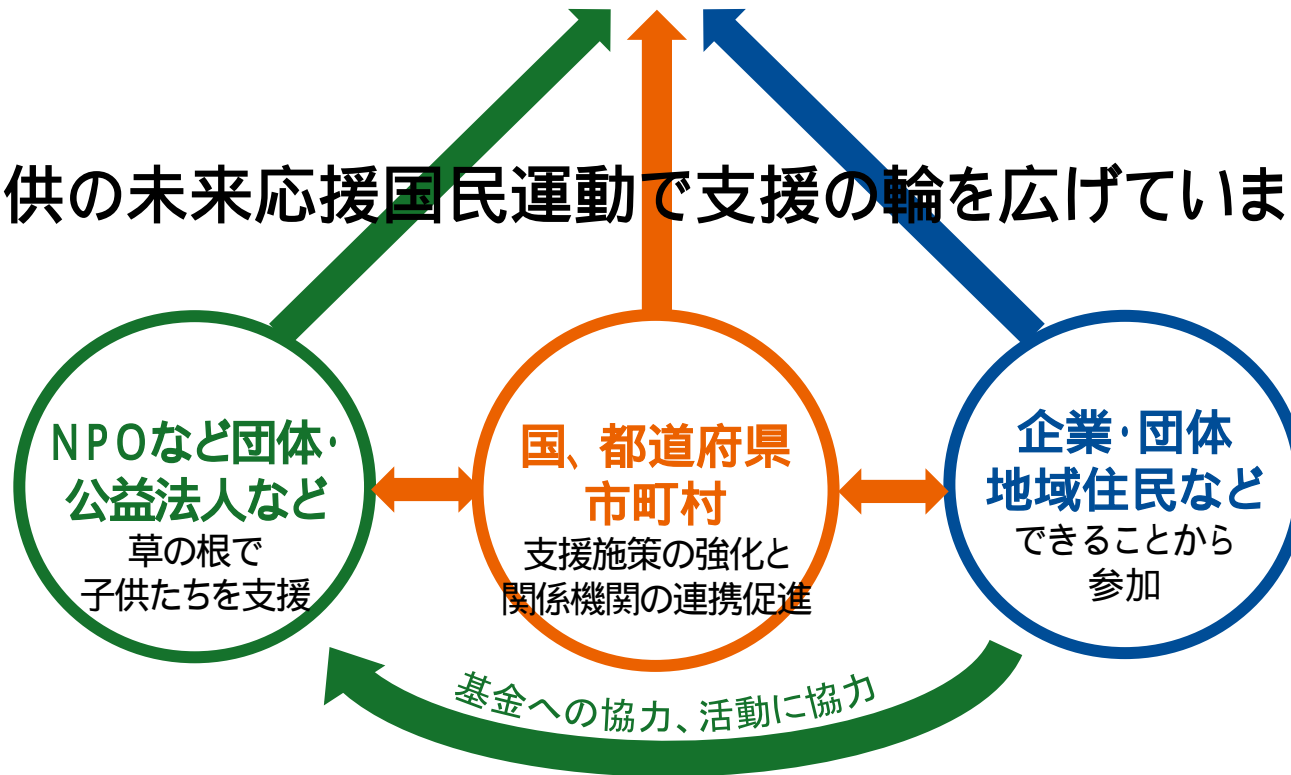 供の未来応援国民運動で支援の輪を広げていま
NPOなど団体・
公益法人など
草の根で
子供たちを支援
国、都道府県
市町村
支援施策の強化と
関係機関の連携促進
企業・団体
地域住民など
できることから
参加
基金への協力、活動に協力